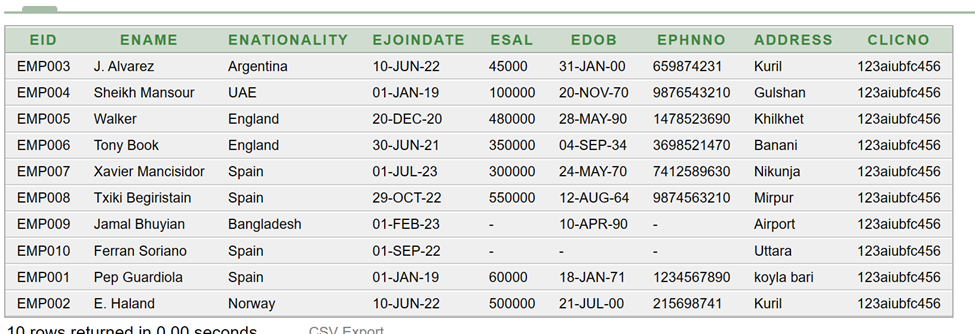 EID ENAME ENATIONALITY EJOINDATE ESAL EDOB EPHNNO ADDRESS CLICNO
EMP003 J. Alvarez Argentina 10-JUN-22 45000 31-JAN-00 659874231 Kuril 123aiubfc456
EMP004 Sheikh Mansour UAE 01-JAN-19 100000 20-NOV-70 9876543210 Gulshan 123aiubfc456
EMP005 Walker England 20-DEC-20 480000 28-MAY-90 1478523690 Khilkhet 123aiubfc456
EMP006 Tony Book England 30-JUN-21 350000 04-SEP-34 3698521470 Banani 123aiubfc456
EMP007 Xavier Mancisidor Spain 01-JUL-23 300000 24-MAY-70 7412589630 Nikunja 123aiubfc456
EMP008 Txiki Begiristain Spain 29-OCT-22 550000 12-AUG-64 9874563210 Mirpur 123aiubfc456
EMP009 Jamal Bhuyian Bangladesh 01-FEB-23 - 10-APR-90 - Airport 123aiubfc456
EMP010 Ferran Soriano Spain 01-SEP-22 - - - Uttara 123aiubfc456
EMP001 Pep Guardiola Spain 01-JAN-19 60000 18-JAN-71 1234567890 koyla bari 123aiubfc456
EMP002 E. Haland Norway 10-JUN-22 500000 21-JUL-00 215698741 Kuril 123aiubfc456
10 rows returned in 0.00 seconds CSV Export